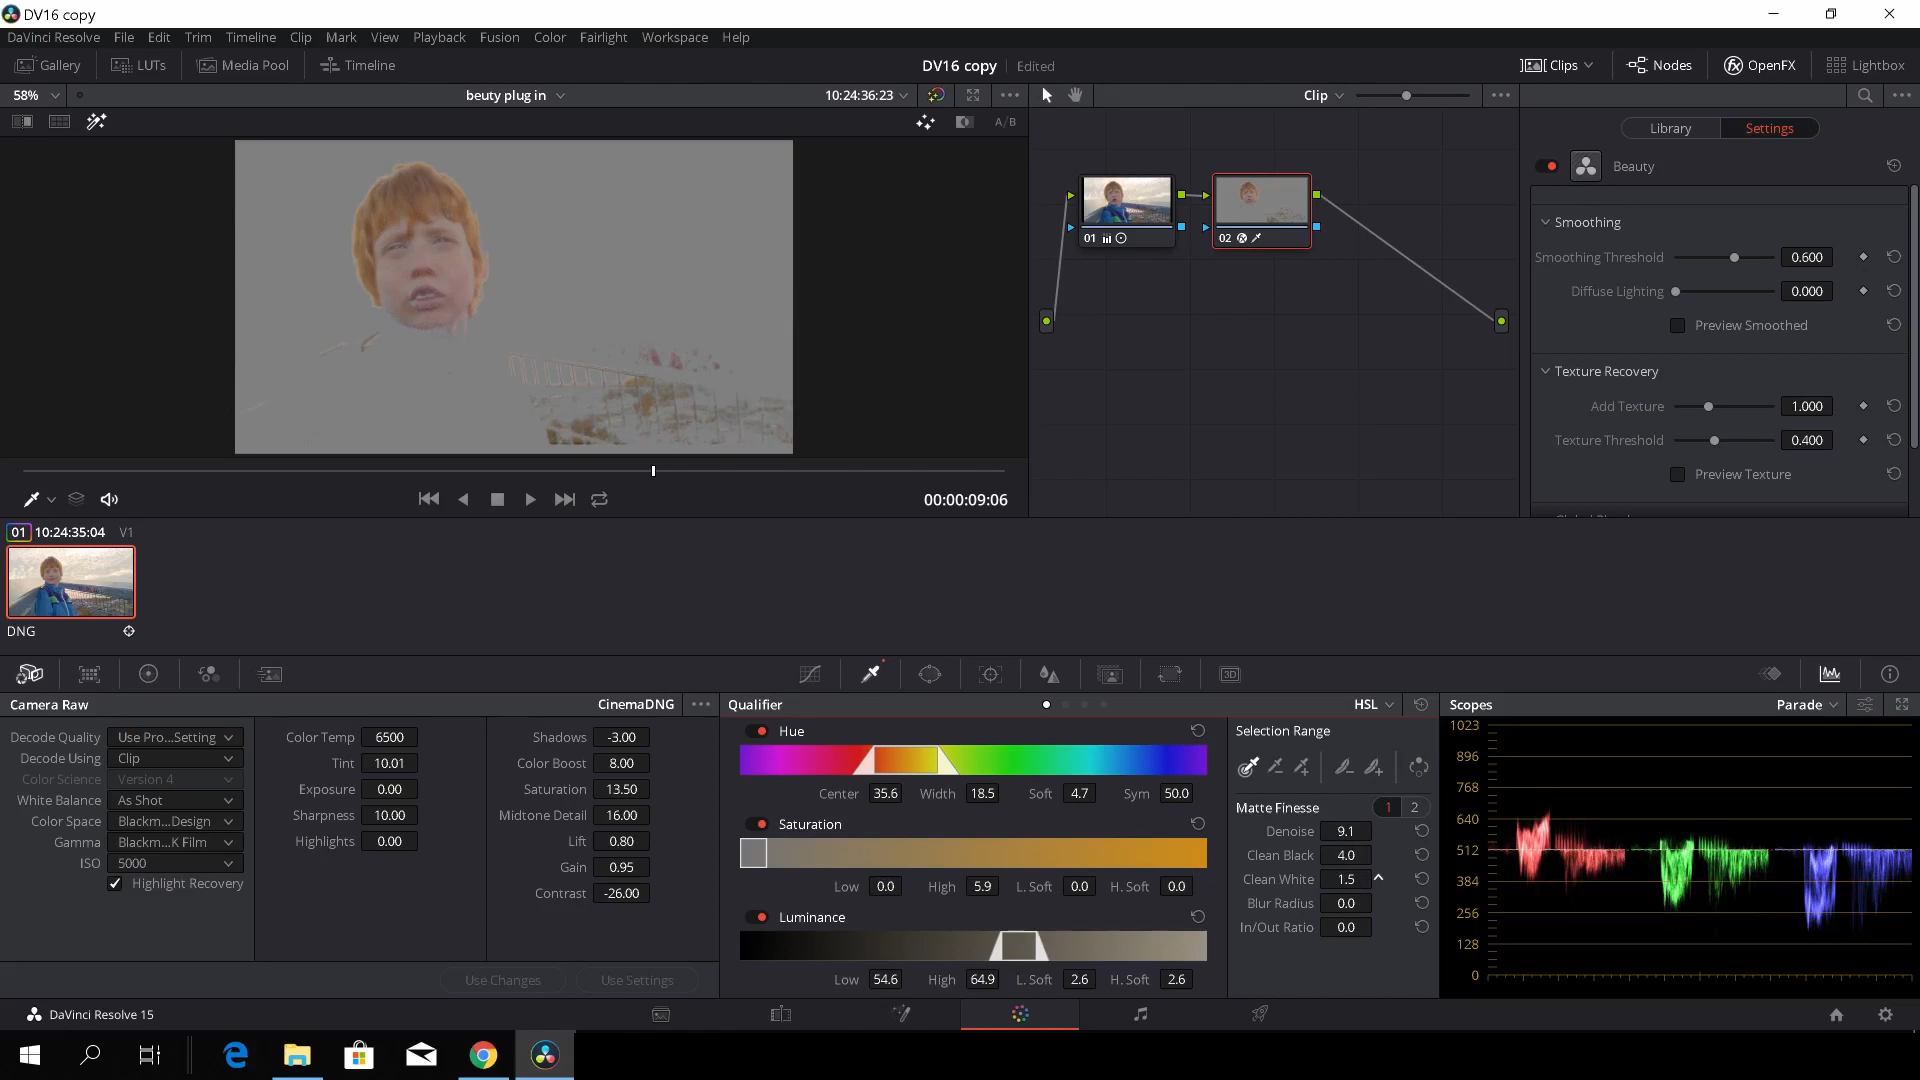 DV16 copy
DaVinci Resolve File Edit Trim Timeline Clip Mark View Playback Fusion Color Fairlight Workspace Help
Gallery LUTs Media Pool Timeline DV16 copy Edited Clips Nodes OpenFX Lightbox
58% beuty plug in 10:24:36:23 Clip
A/B
Library Settings
Beauty
Smoothing
01 02
Smoothing Threshold 0.600
Diffuse Lighting 0.000
Preview Smoothed
Texture Recovery
Add Texture 1.000
Texture Threshold 0.400
Preview Texture
00:00:09:06
01 10:24:35:04 V1
DNG
3D
Camera Raw CinemaDNG Qualifier HSL Scopes Parade
Decode Quality Use Pro...Setting
Decode Using Clip
Color Science Version 4
White Balance As Shot
Color Space Blackm...Design
Gamma Blackm...K Film
ISO 5000
Highlight Recovery
Color Temp 6500
Tint 10.01
Exposure 0.00
Sharpness 10.00
Highlights 0.00
Shadows -3.00
Color Boost 8.00
Saturation 13.50
Midtone Detail 16.00
Lift 0.80
Gain 0.95
Contrast -26.00
Use Changes Use Settings
Hue
Center 35.6 Width 18.5 Soft 4.7 Sym 50.0
Saturation
Low 0.0 High 5.9 L. Soft 0.0 H. Soft 0.0
Luminance
Low 54.6 High 64.9 L. Soft 2.6 H. Soft 2.6
Selection Range
Matte Finesse 1 2
Denoise 9.1
Clean Black 4.0
Clean White 1.5
Blur Radius 0.0
In/Out Ratio 0.0
1023
896
768
640
512
384
256
128
0
DaVinci Resolve 15